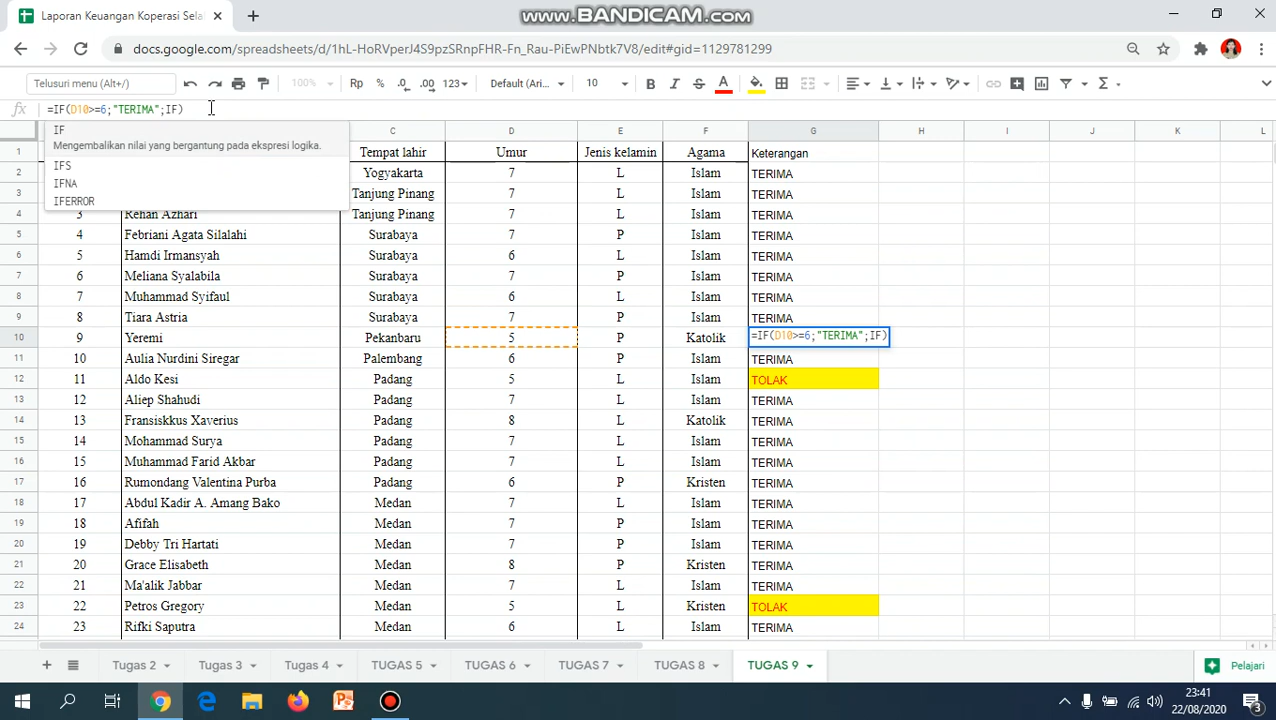 www.BANDICAM.com
Laporan Keuangan Koperasi Sela
docs.google.com/spreadsheets/d/1hL-HoRVperJ4S9pzSRnpFHR-Fn_Rau-PiEwPNbtk7V8/edit#gid=1129781299
Telusuri menu (Alt+/) 100% Rp % .0 .00 123 Default (Ari... 10 B I S A Σ
fx =IF(D10>=6;"TERIMA";IF)
IF
Mengembalikan nilai yang bergantung pada ekspresi logika.
IFS
IFNA
IFERROR
C D E F G H I J K L
1 Tempat lahir Umur Jenis kelamin Agama Keterangan
2 Yogyakarta 7 L Islam TERIMA
3 Tanjung Pinang 7 L Islam TERIMA
4 3 Rehan Azhari Tanjung Pinang 7 L Islam TERIMA
5 4 Febriani Agata Silalahi Surabaya 7 P Islam TERIMA
6 5 Hamdi Irmansyah Surabaya 6 L Islam TERIMA
7 6 Meliana Syalabila Surabaya 7 P Islam TERIMA
8 7 Muhammad Syifaul Surabaya 6 L Islam TERIMA
9 8 Tiara Astria Surabaya 7 P Islam TERIMA
10 9 Yeremi Pekanbaru 5 P Katolik =IF(D10>=6;"TERIMA";IF)
11 10 Aulia Nurdini Siregar Palembang 6 P Islam TERIMA
12 11 Aldo Kesi Padang 5 L Islam TOLAK
13 12 Aliep Shahudi Padang 7 L Islam TERIMA
14 13 Fransiskkus Xaverius Padang 8 L Katolik TERIMA
15 14 Mohammad Surya Padang 7 L Islam TERIMA
16 15 Muhammad Farid Akbar Padang 7 L Islam TERIMA
17 16 Rumondang Valentina Purba Padang 6 P Kristen TERIMA
18 17 Abdul Kadir A. Amang Bako Medan 7 L Islam TERIMA
19 18 Afifah Medan 7 P Islam TERIMA
20 19 Debby Tri Hartati Medan 7 P Islam TERIMA
21 20 Grace Elisabeth Medan 8 P Kristen TERIMA
22 21 Ma'alik Jabbar Medan 7 L Islam TERIMA
23 22 Petros Gregory Medan 5 L Kristen TOLAK
24 23 Rifki Saputra Medan 6 L Islam TERIMA
Tugas 2 Tugas 3 Tugas 4 TUGAS 5 TUGAS 6 TUGAS 7 TUGAS 8 TUGAS 9 Pelajari
23:41
22/08/2020
3